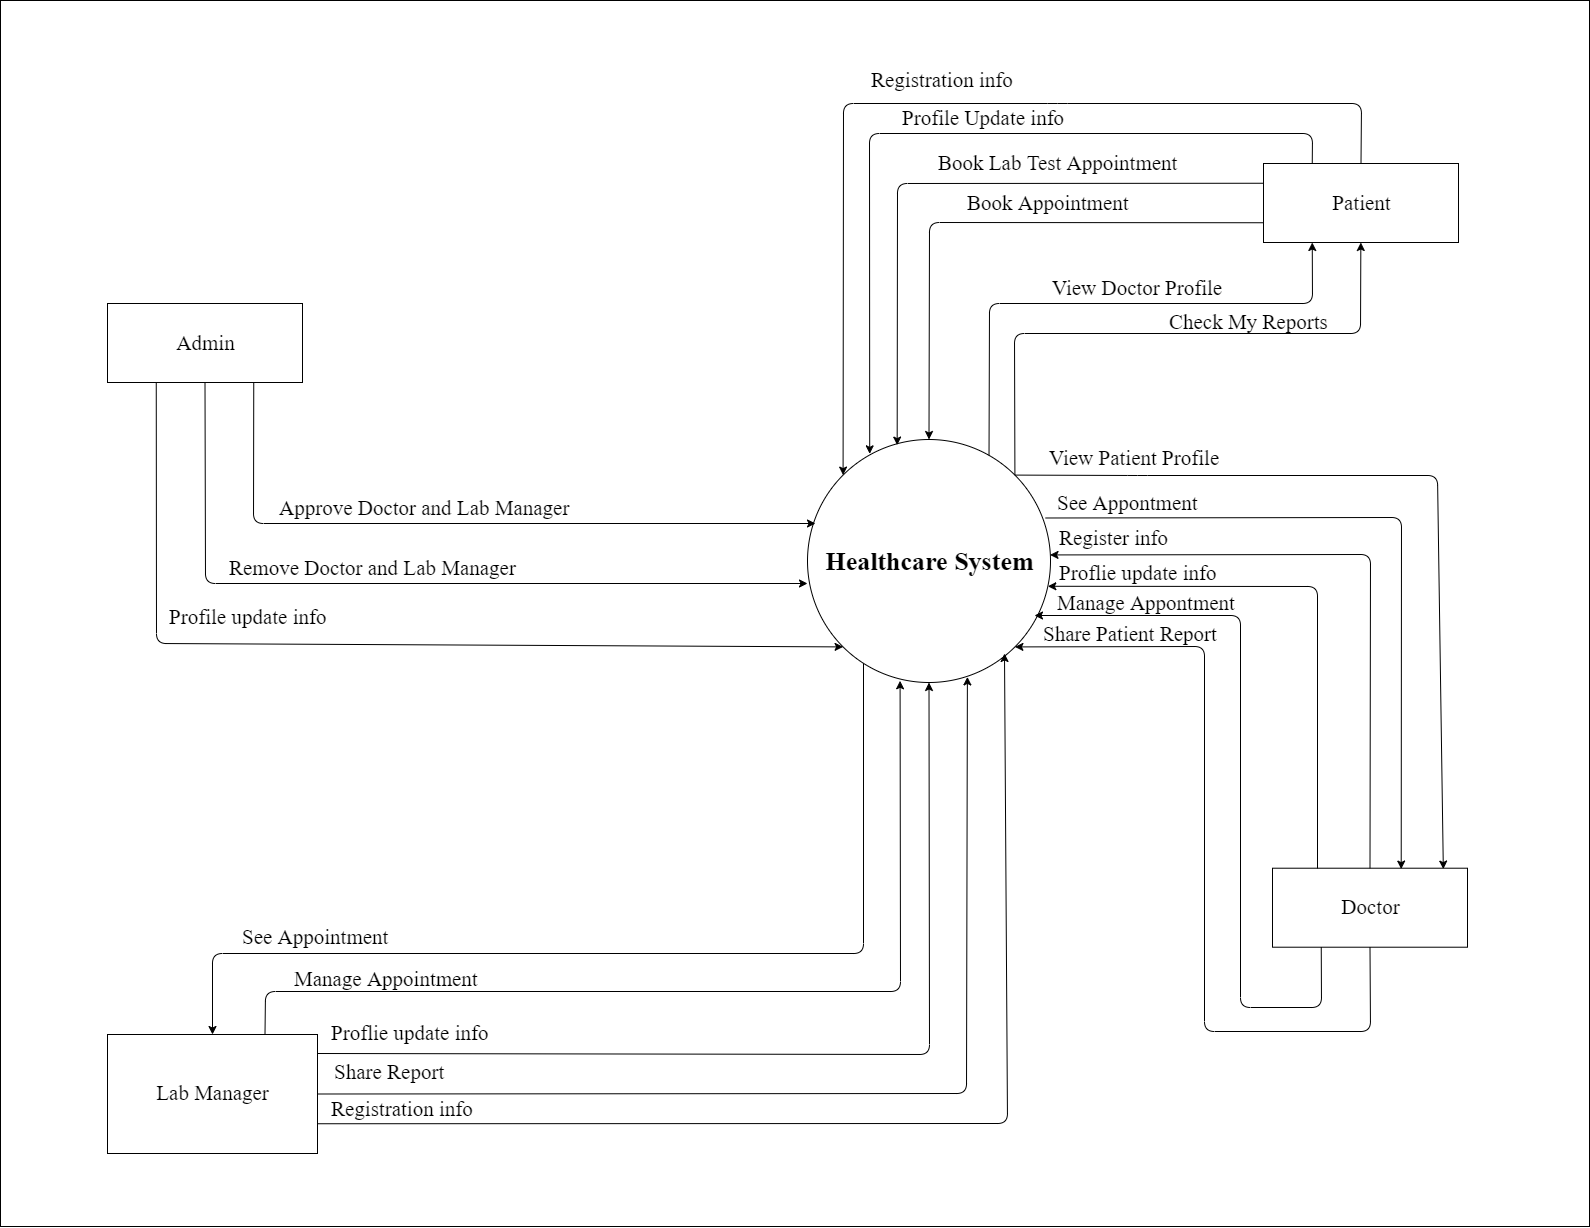 Registration info
Profile Update info
Book Lab Test Appointment
Book Appointment
Patient
View Doctor Profile
Check My Reports
Admin
View Patient Profile
Approve Doctor and Lab Manager
See Appontment
Register info
Healthcare System
Remove Doctor and Lab Manager
Proflie update info
Manage Appontment
Profile update info
Share Patient Report
Doctor
See Appointment
Manage Appointment
Proflie update info
Share Report
Lab Manager
Registration info